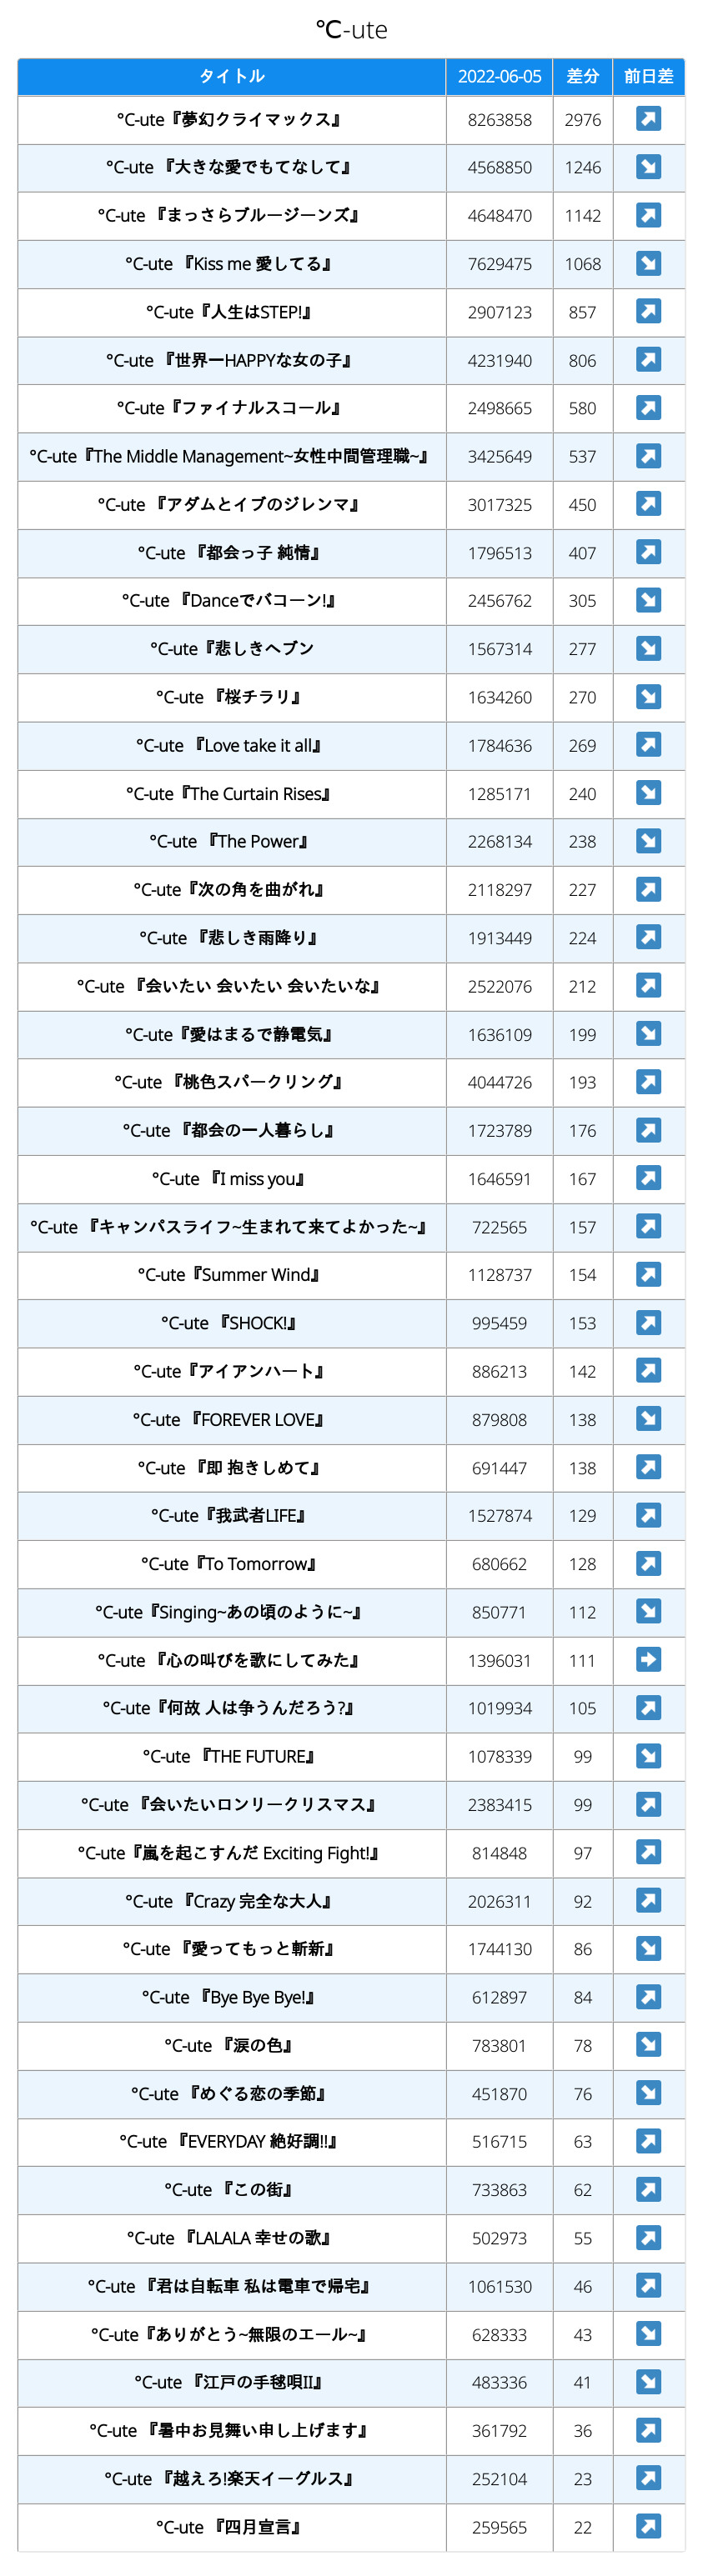 ℃-ute
タイトル 2022-06-05 差分 前日差
°C-ute『夢幻クライマックス』 8263858 2976 ↗
°C-ute 『大きな愛でもてなして』 4568850 1246 ↘
°C-ute 『まっさらブルージーンズ』 4648470 1142 ↗
°C-ute 『Kiss me 愛してる』 7629475 1068 ↘
°C-ute『人生はSTEP!』 2907123 857 ↗
°C-ute 『世界一HAPPYな女の子』 4231940 806 ↗
°C-ute『ファイナルスコール』 2498665 580 ↗
°C-ute『The Middle Management~女性中間管理職~』 3425649 537 ↗
°C-ute 『アダムとイブのジレンマ』 3017325 450 ↗
°C-ute 『都会っ子 純情』 1796513 407 ↗
°C-ute 『Danceでバコーン!』 2456762 305 ↘
°C-ute『悲しきヘブン 1567314 277 ↘
°C-ute 『桜チラリ』 1634260 270 ↘
°C-ute 『Love take it all』 1784636 269 ↗
°C-ute『The Curtain Rises』 1285171 240 ↘
°C-ute 『The Power』 2268134 238 ↘
°C-ute『次の角を曲がれ』 2118297 227 ↗
°C-ute 『悲しき雨降り』 1913449 224 ↗
°C-ute 『会いたい 会いたい 会いたいな』 2522076 212 ↗
°C-ute『愛はまるで静電気』 1636109 199 ↘
°C-ute 『桃色スパークリング』 4044726 193 ↗
°C-ute 『都会の一人暮らし』 1723789 176 ↗
°C-ute 『I miss you』 1646591 167 ↗
°C-ute 『キャンパスライフ~生まれて来てよかった~』 722565 157 ↗
°C-ute『Summer Wind』 1128737 154 ↗
°C-ute 『SHOCK!』 995459 153 ↗
°C-ute『アイアンハート』 886213 142 ↗
°C-ute 『FOREVER LOVE』 879808 138 ↘
°C-ute 『即 抱きしめて』 691447 138 ↗
°C-ute『我武者LIFE』 1527874 129 ↗
°C-ute『To Tomorrow』 680662 128 ↗
°C-ute『Singing~あの頃のように~』 850771 112 ↘
°C-ute 『心の叫びを歌にしてみた』 1396031 111 ➡
°C-ute『何故 人は争うんだろう?』 1019934 105 ↗
°C-ute 『THE FUTURE』 1078339 99 ↘
°C-ute 『会いたいロンリークリスマス』 2383415 99 ↗
°C-ute『嵐を起こすんだ Exciting Fight!』 814848 97 ↗
°C-ute 『Crazy 完全な大人』 2026311 92 ↗
°C-ute 『愛ってもっと斬新』 1744130 86 ↘
°C-ute 『Bye Bye Bye!』 612897 84 ↗
°C-ute 『涙の色』 783801 78 ↘
°C-ute 『めぐる恋の季節』 451870 76 ↘
°C-ute 『EVERYDAY 絶好調!!』 516715 63 ↗
°C-ute 『この街』 733863 62 ↗
°C-ute 『LALALA 幸せの歌』 502973 55 ↗
°C-ute 『君は自転車 私は電車で帰宅』 1061530 46 ↗
°C-ute『ありがとう~無限のエール~』 628333 43 ↘
°C-ute 『江戸の手毬唄II』 483336 41 ↘
°C-ute 『暑中お見舞い申し上げます』 361792 36 ↗
°C-ute 『越えろ!楽天イーグルス』 252104 23 ↗
°C-ute 『四月宣言』 259565 22 ↗